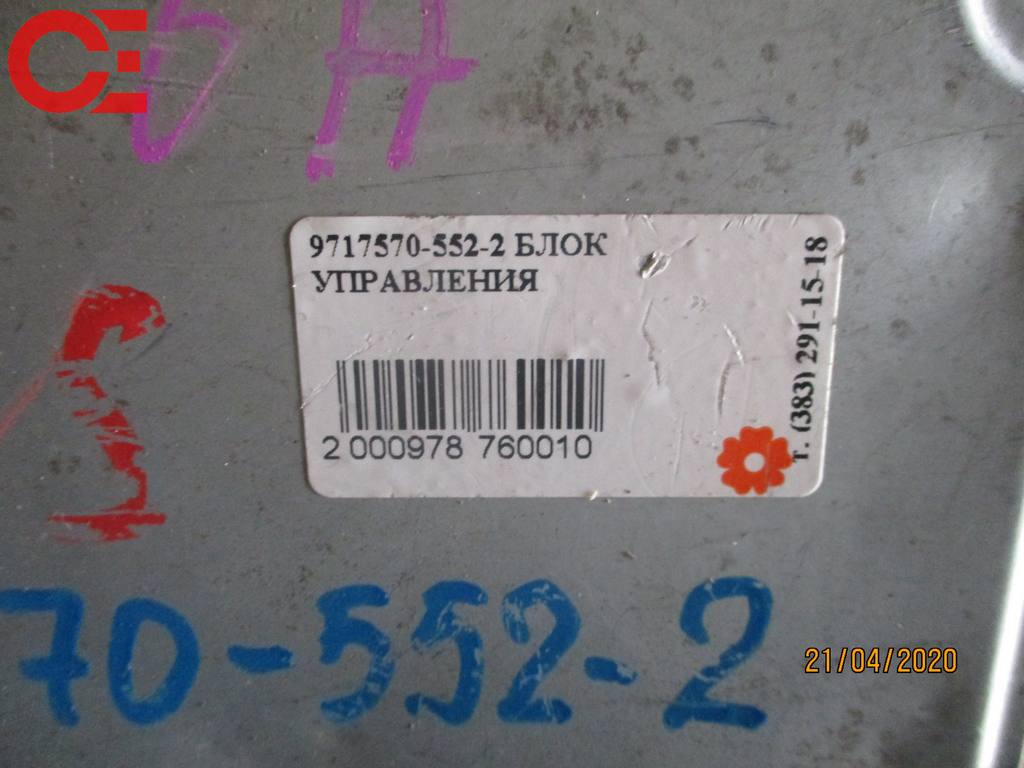 9717570-552-2 БЛОК
УПРАВЛЕНИЯ
2 000978 760010
т. (383) 291-15-18
70-552-2
21/04/2020